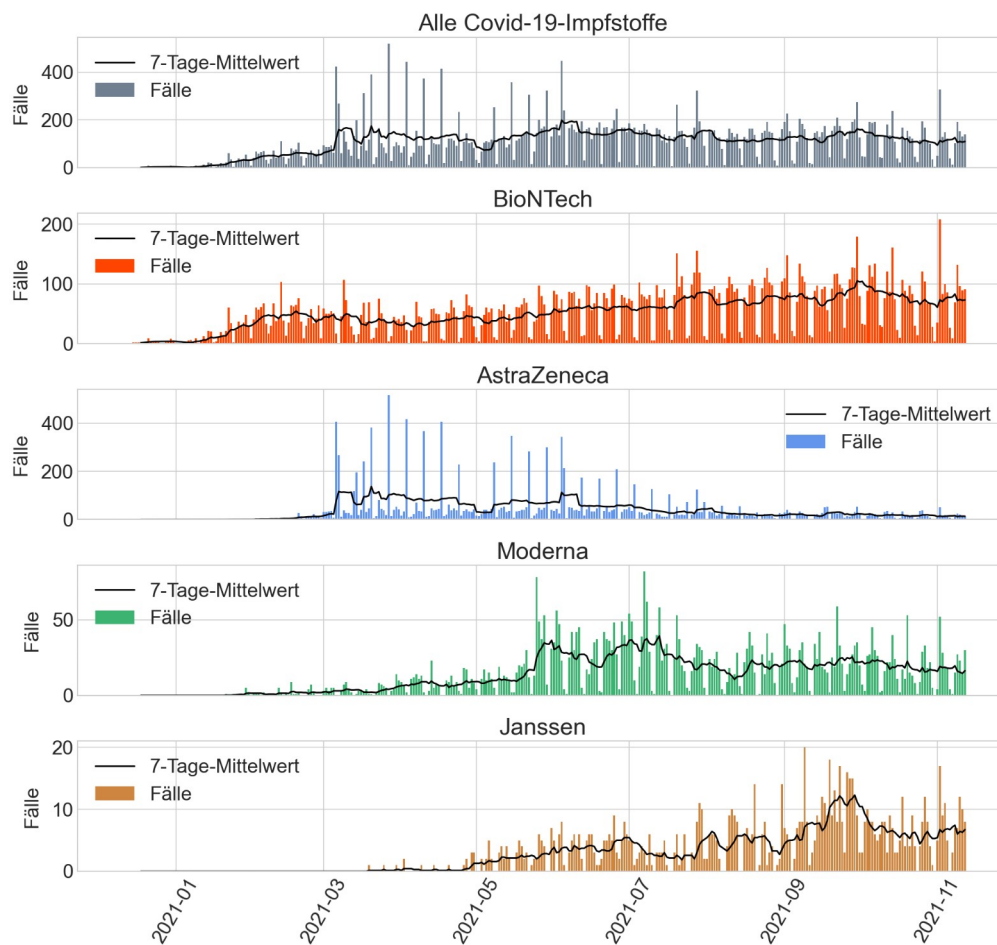 Alle Covid-19-Impfstoffe
Fälle
400
200
0
7-Tage-Mittelwert
Fälle
BioNTech
Fälle
200
100
0
7-Tage-Mittelwert
Fälle
AstraZeneca
Fälle
400
200
0
7-Tage-Mittelwert
Fälle
Moderna
Fälle
50
0
7-Tage-Mittelwert
Fälle
Janssen
Fälle
20
10
0
7-Tage-Mittelwert
Fälle
2021-01
2021-03
2021-05
2021-07
2021-09
2021-11